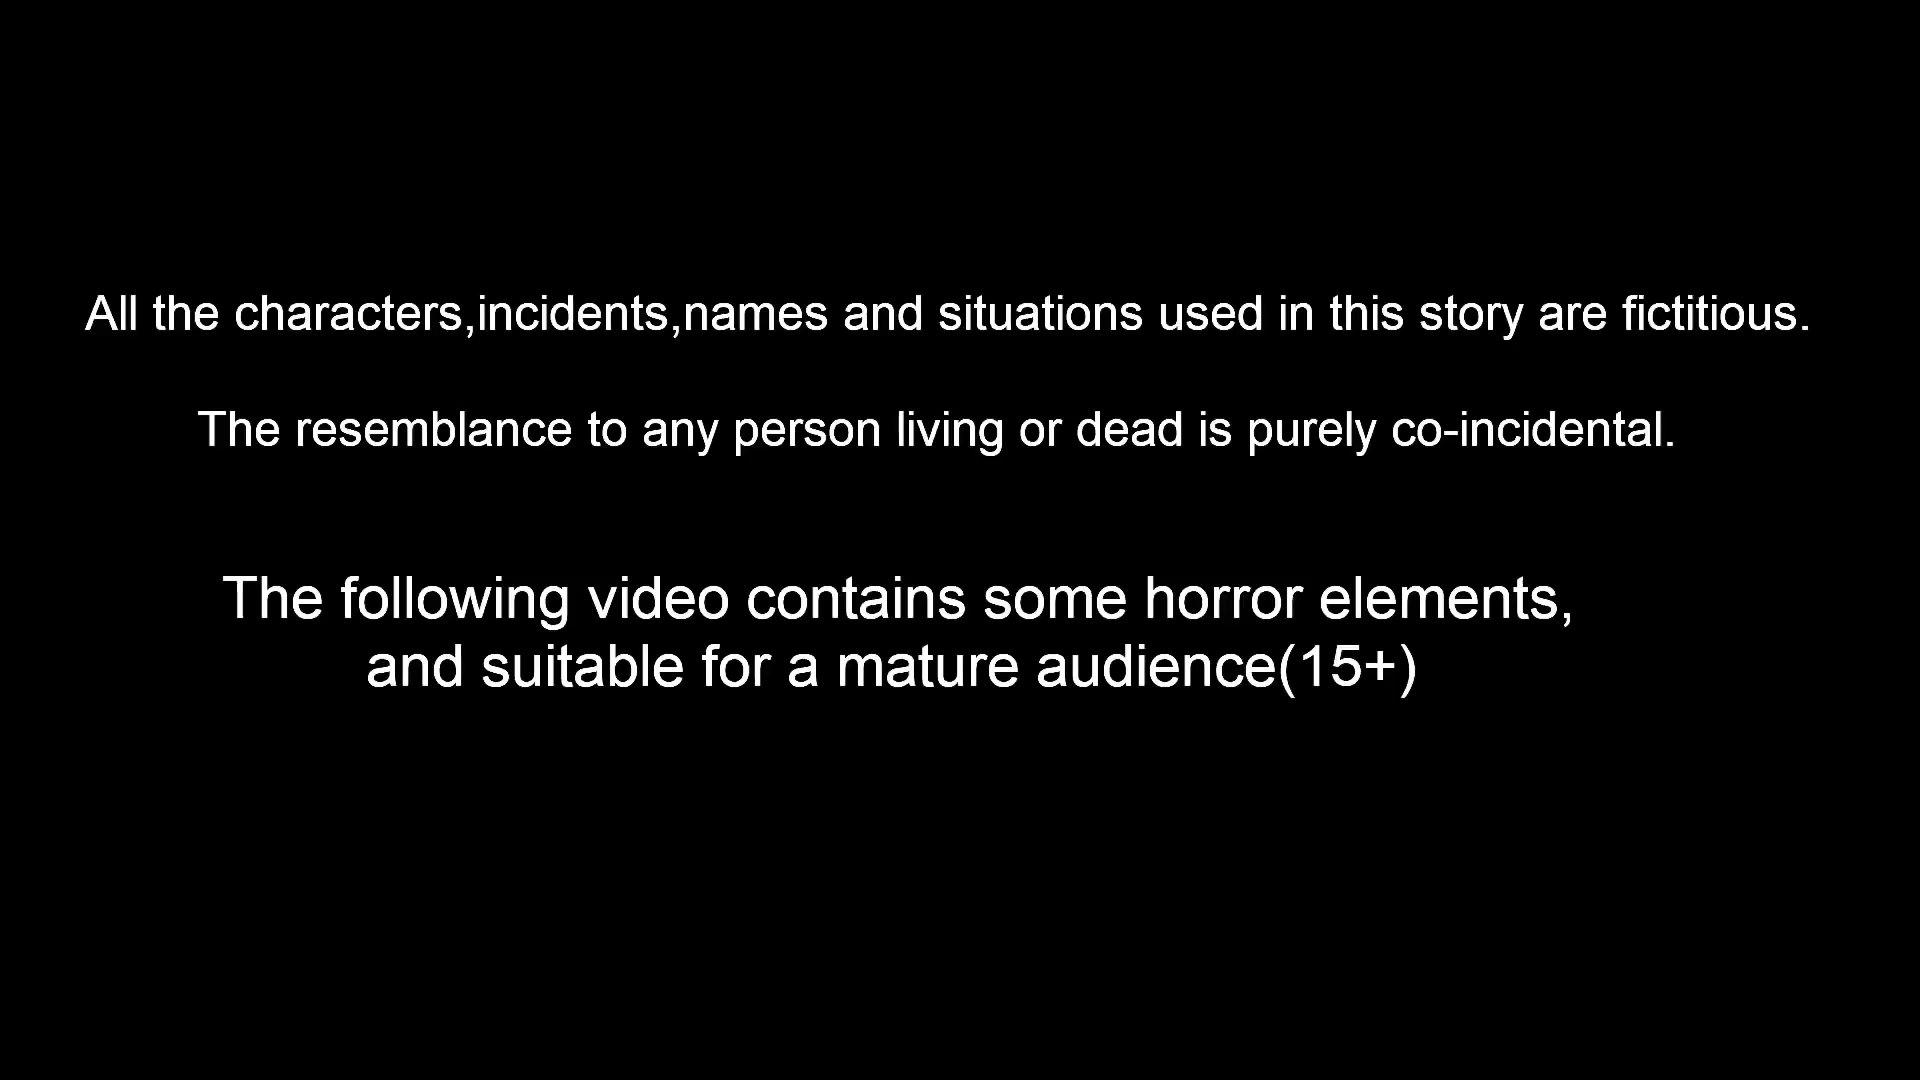 All the characters,incidents,names and situations used in this story are fictitious.
The resemblance to any person living or dead is purely co-incidental.
The following video contains some horror elements,
and suitable for a mature audience(15+)